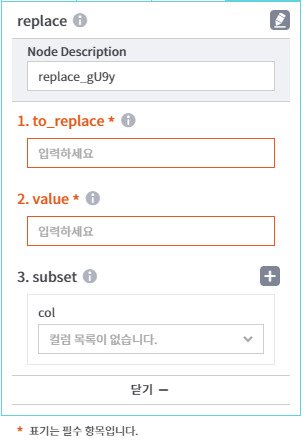 replace
Node Description
replace_gU9y
1. to_replace *
입력하세요
2. value *
입력하세요
3. subset
col
컬럼 목록이 없습니다.
닫기 —
* 표기는 필수 항목입니다.